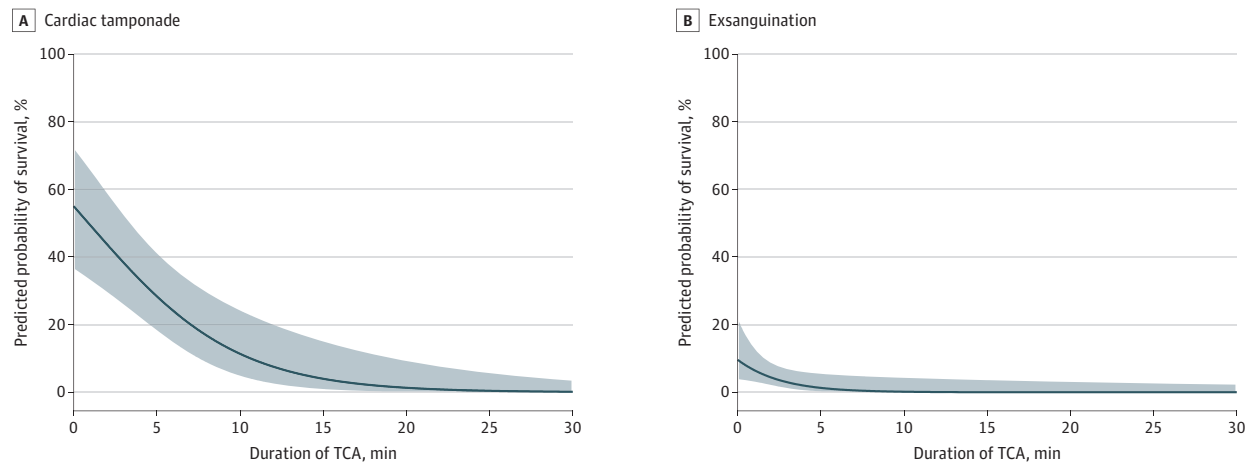 A Cardiac tamponade
Predicted probability of survival, %
100
80
60
40
20
0
0 5 10 15 20 25 30
Duration of TCA, min
B Exsanguination
Predicted probability of survival, %
100
80
60
40
20
0
0 5 10 15 20 25 30
Duration of TCA, min